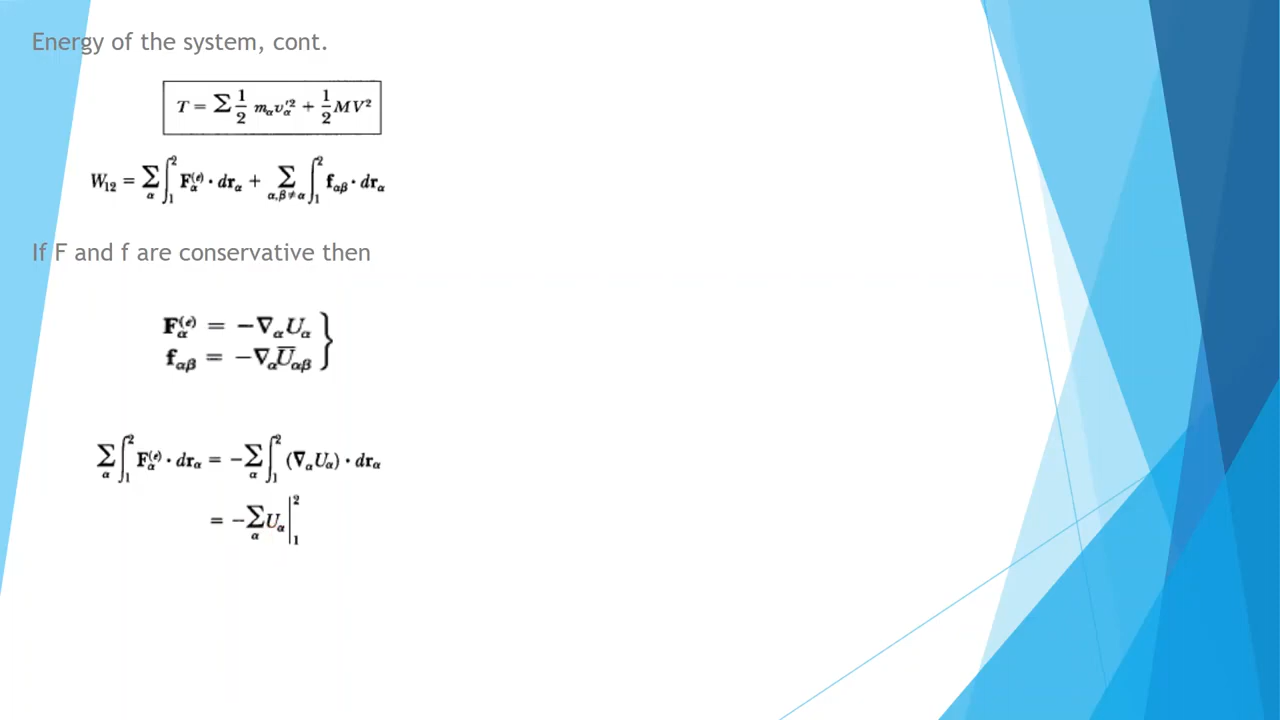 Energy of the system, cont.
T = Σ 1/2 m_α v'_α² + 1/2 MV²
W₁₂ = Σ_α ∫₁² F_α^(e) · dr_α + Σ_α,β≠α ∫₁² f_αβ · dr_α
If F and f are conservative then
F_α^(e) = −∇_α U_α }
f_αβ = −∇_α U̅_αβ }
Σ_α ∫₁² F_α^(e) · dr_α = −Σ_α ∫₁² (∇_α U_α) · dr_α
= −Σ_α U_α |₁²